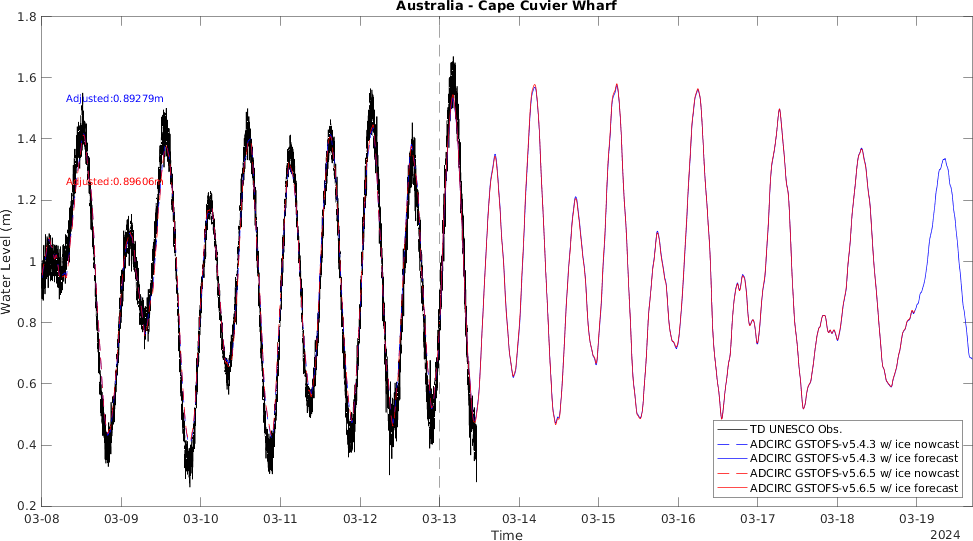 Australia - Cape Cuvier Wharf
1.8
1.6
1.4
1.2
1
0.8
0.6
0.4
0.2
Water Level (m)
Adjusted:0.89279m
Adjusted:0.89606m
TD UNESCO Obs.
ADCIRC GSTOFS-v5.4.3 w/ ice nowcast
ADCIRC GSTOFS-v5.4.3 w/ ice forecast
ADCIRC GSTOFS-v5.6.5 w/ ice nowcast
ADCIRC GSTOFS-v5.6.5 w/ ice forecast
03-08 03-09 03-10 03-11 03-12 03-13 03-14 03-15 03-16 03-17 03-18 03-19
2024
Time